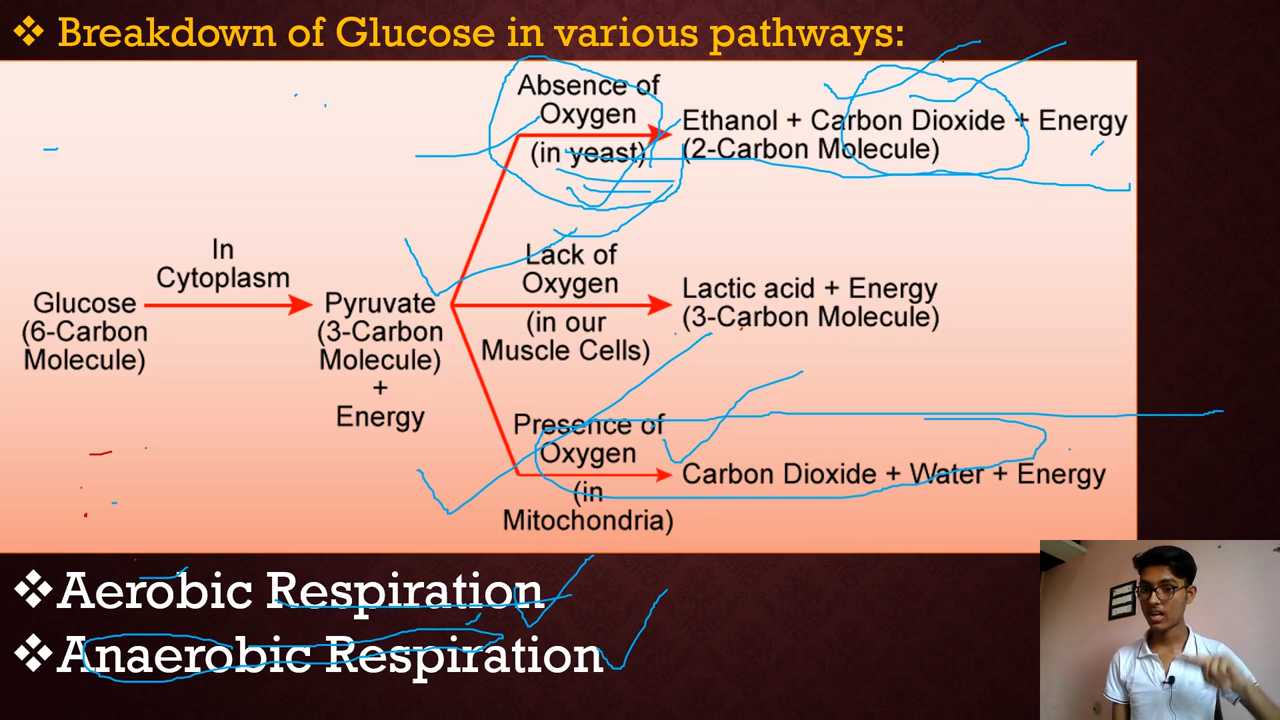 ❖ Breakdown of Glucose in various pathways:
Absence of
Oxygen
(in yeast)
Ethanol + Carbon Dioxide + Energy
(2-Carbon Molecule)
In
Cytoplasm
Glucose
(6-Carbon
Molecule)
Pyruvate
(3-Carbon
Molecule)
+
Energy
Lack of
Oxygen
(in our
Muscle Cells)
Lactic acid + Energy
(3-Carbon Molecule)
Presence of
Oxygen
(in
Mitochondria)
Carbon Dioxide + Water + Energy
❖Aerobic Respiration
❖Anaerobic Respiration